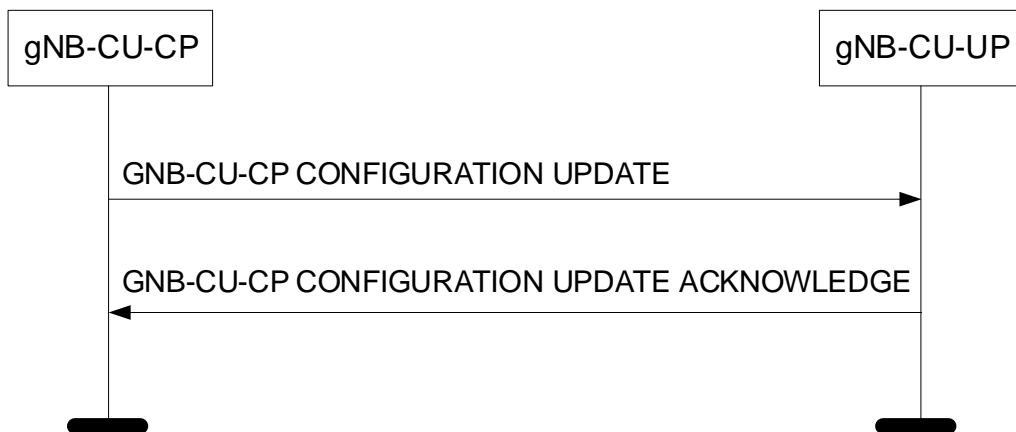 gNB-CU-CP
gNB-CU-UP
GNB-CU-CP CONFIGURATION UPDATE
GNB-CU-CP CONFIGURATION UPDATE ACKNOWLEDGE